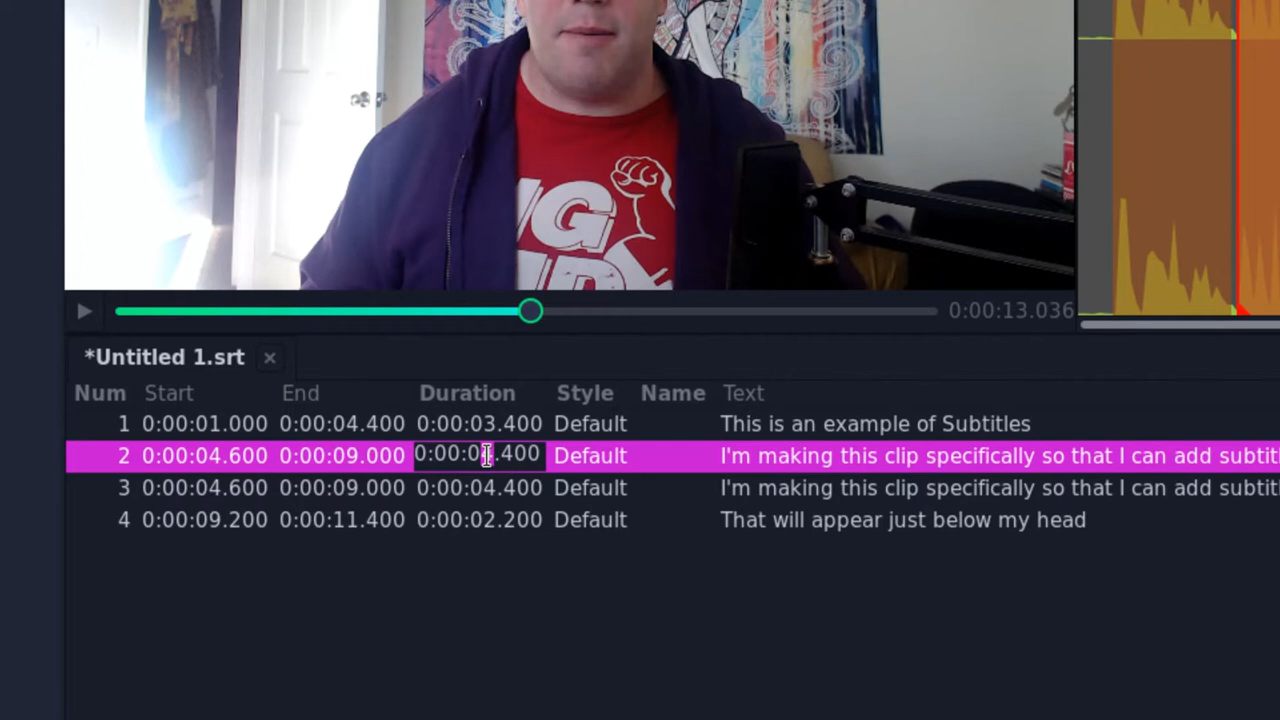 0:00:13.036
*Untitled 1.srt ×
Num Start End Duration Style Name Text
1 0:00:01.000 0:00:04.400 0:00:03.400 Default This is an example of Subtitles
2 0:00:04.600 0:00:09.000 Default I'm making this clip specifically so that I can add
3 0:00:04.600 0:00:09.000 0:00:04.400 Default I'm making this clip specifically so that I can add
4 0:00:09.200 0:00:11.400 0:00:02.200 Default That will appear just below my head